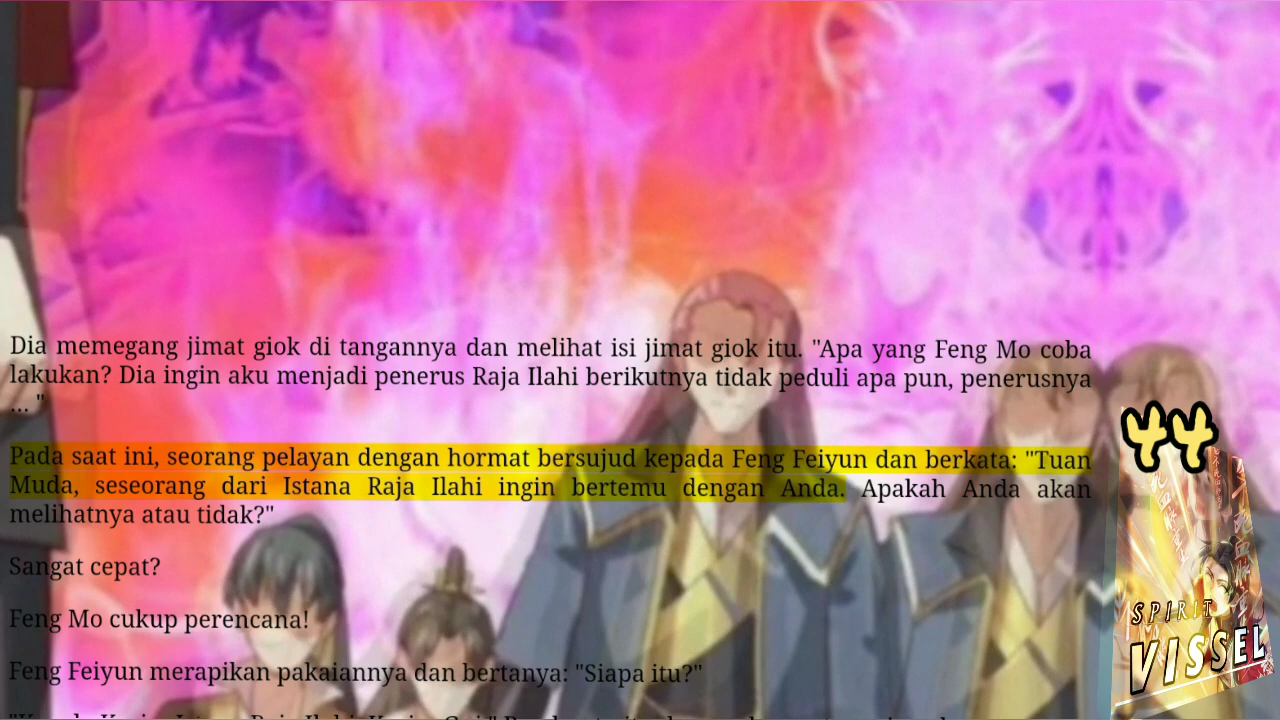 Dia memegang jimat giok di tangannya dan melihat isi jimat giok itu. "Apa yang Feng Mo coba
lakukan? Dia ingin aku menjadi penerus Raja Ilahi berikutnya tidak peduli apa pun, penerusnya
... "
Pada saat ini, seorang pelayan dengan hormat bersujud kepada Feng Feiyun dan berkata: "Tuan
Muda, seseorang dari Istana Raja Ilahi ingin bertemu dengan Anda. Apakah Anda akan
melihatnya atau tidak?"
Sangat cepat?
Feng Mo cukup perencana!
Feng Feiyun merapikan pakaiannya dan bertanya: "Siapa itu?"
44
SPIRIT
VISSEL